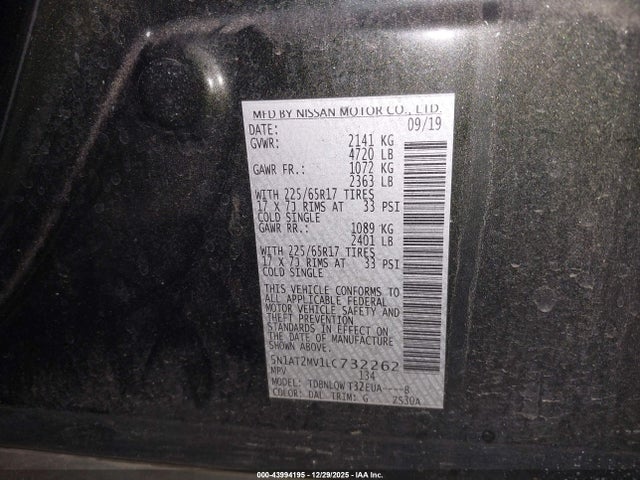 MFD BY NISSAN MOTOR CO., LTD.
DATE: 09/19
GVWR: 2141 KG
4720 LB
GAWR FR.: 1072 KG
2363 LB
WITH 225/65R17 TIRES
17 X 7J RIMS AT 33 PSI
COLD SINGLE
GAWR RR.: 1089 KG
2401 LB
WITH 225/65R17 TIRES
17 X 7J RIMS AT 33 PSI
COLD SINGLE
THIS VEHICLE CONFORMS TO
ALL APPLICABLE FEDERAL
MOTOR VEHICLE SAFETY AND
THEFT PREVENTION
STANDARDS IN EFFECT ON
THE DATE OF MANUFACTURE
SHOWN ABOVE.
5N1AT2MV1LC732262
MPV 134
MODEL: TDBNLQWT32EUA----B
COLOR: DAL TRIM: G 2530A
000-43994195 - 12/29/2025 - IAA Inc.